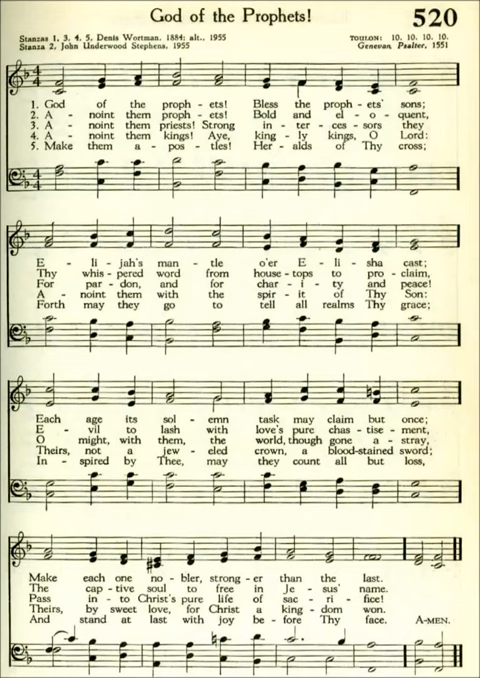 God of the Prophets!
520
Stanzas 1, 3, 4, 5, Denis Wortman, 1884; alt., 1955
Stanza 2, John Underwood Stephens, 1955
TOULON: 10. 10. 10. 10.
Genevan Psalter, 1551
1. God of the proph - ets! Bless the proph - ets' sons;
2. A - noint them proph - ets! Bold and el - o - quent,
3. A - noint them priests! Strong in - ter - ces - sors they
4. A - noint them kings! Aye, king - ly kings, O Lord:
5. Make them a - pos - tles! Her - alds of Thy cross;
E - li - jah's man - tle o'er E - li - sha cast;
Thy whis - pered word from house - tops to pro - claim,
For par - don, and for char - i - ty and peace!
A - noint them with the spir - it of Thy Son:
Forth may they go to tell all realms Thy grace;
Each age its sol - emn task may claim but once;
E - vil to lash with love's pure chas - tise - ment,
O might, with them, the world, though gone a - stray,
Theirs, not a jew - eled crown, a blood-stained sword;
In - spired by Thee, may they count all but loss,
Make each one no - bler, strong - er than the last.
The cap - tive soul to free in Je - sus' name.
Pass in - to Christ's pure life of sac - ri - fice!
Theirs, by sweet love, for Christ a king - dom won.
And stand at last with joy be - fore Thy face. A-MEN.